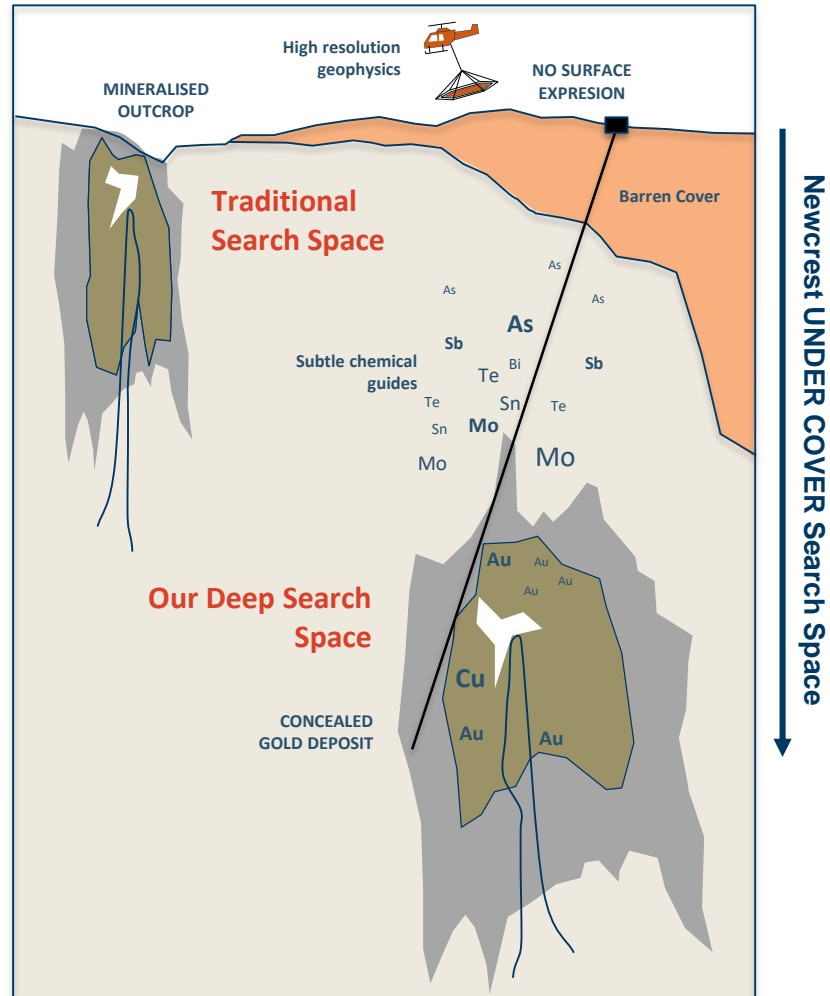 High resolution
geophysics
MINERALISED
OUTCROP
NO SURFACE
EXPRESION
Traditional
Search Space
Barren Cover
Newcrest UNDER COVER Search Space
As
As
As
As
Sb
Bi
Sb
Subtle chemical
guides
Te
Te
Sn
Te
Sn
Mo
Mo
Mo
Au
Au
Au
Au
Our Deep Search
Space
Cu
CONCEALED
GOLD DEPOSIT
Au
Au